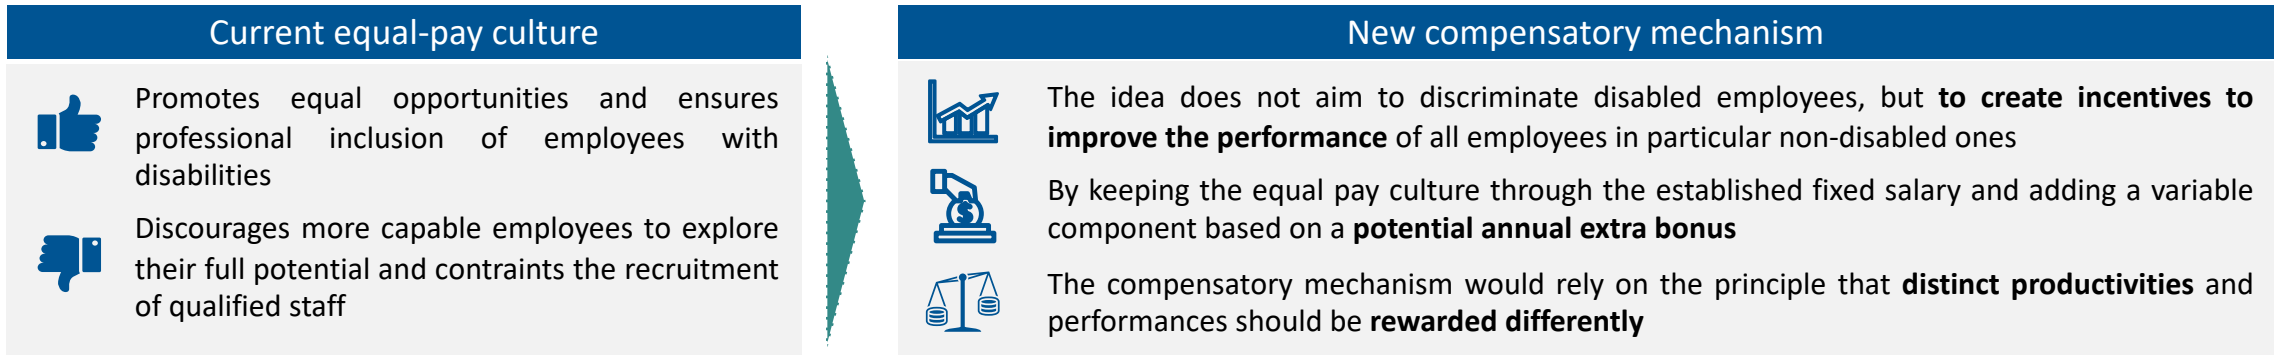 Current equal-pay culture
Promotes equal opportunities and ensures
professional inclusion of employees with
disabilities
Discourages more capable employees to explore
their full potential and contraints the recruitment
of qualified staff
New compensatory mechanism
The idea does not aim to discriminate disabled employees, but to create incentives to
improve the performance of all employees in particular non-disabled ones
By keeping the equal pay culture through the established fixed salary and adding a variable
component based on a potential annual extra bonus
The compensatory mechanism would rely on the principle that distinct productivities and
performances should be rewarded differently